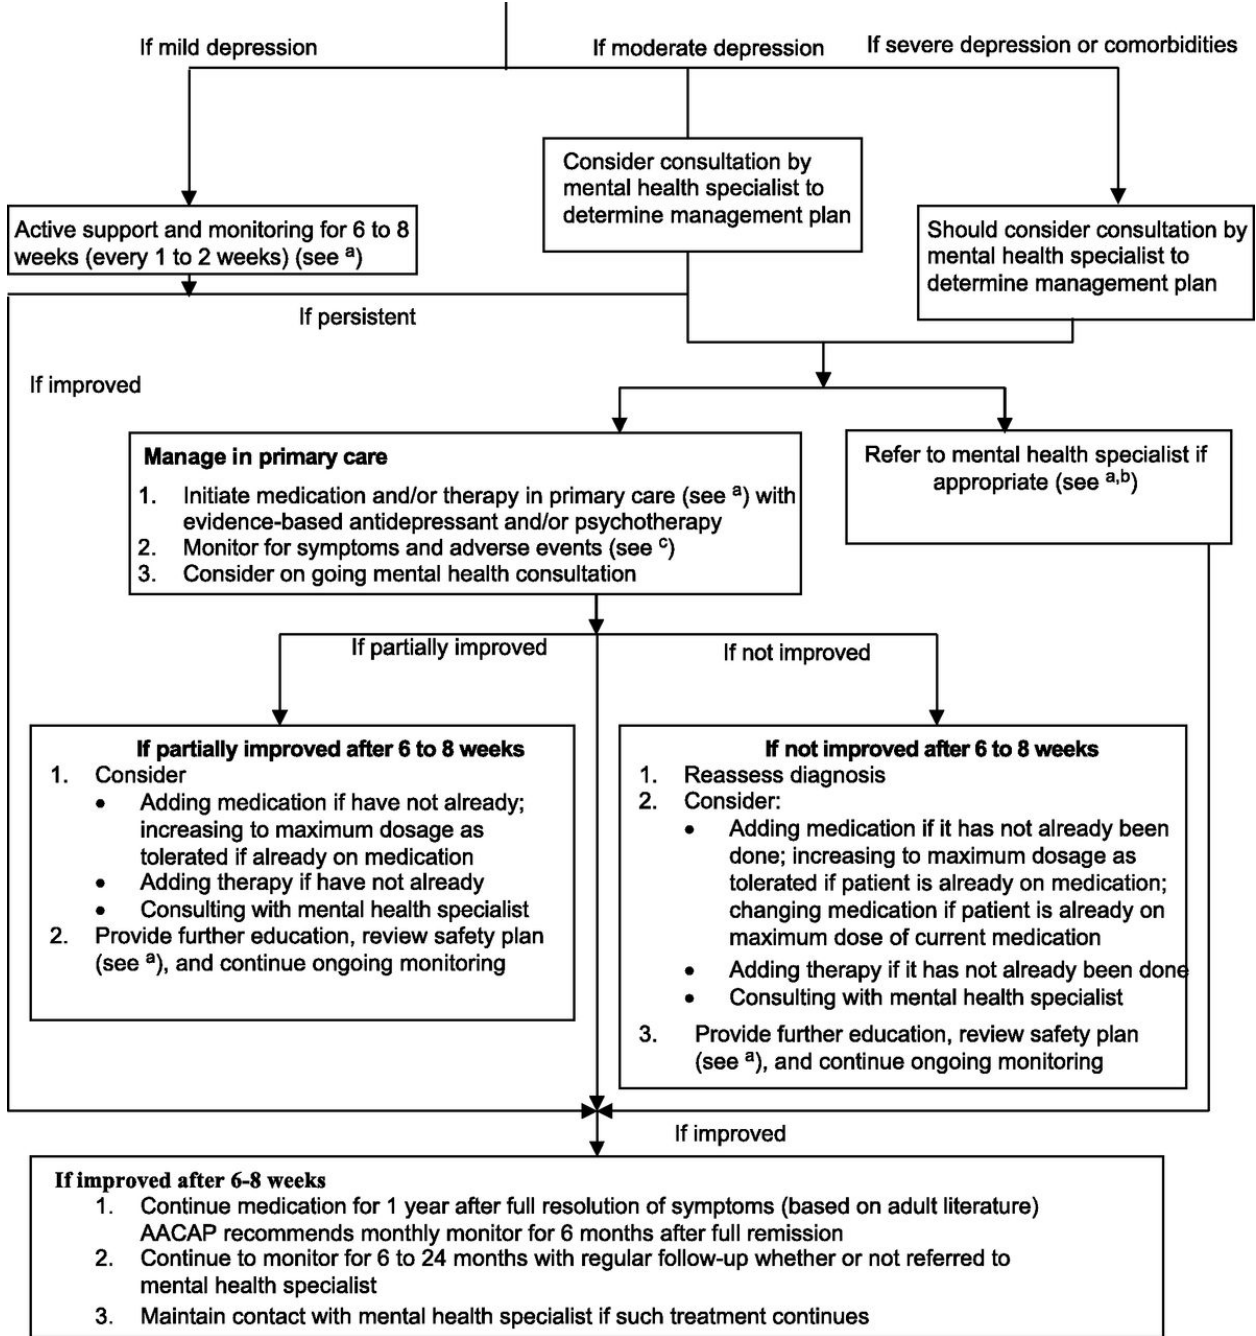 If mild depression
If moderate depression
If severe depression or comorbidities
Consider consultation by
mental health specialist to
determine management plan
Active support and monitoring for 6 to 8
weeks (every 1 to 2 weeks) (see a)
Should consider consultation by
mental health specialist to
determine management plan
If persistent
If improved
Manage in primary care
1. Initiate medication and/or therapy in primary care (see a) with
evidence-based antidepressant and/or psychotherapy
2. Monitor for symptoms and adverse events (see c)
3. Consider on going mental health consultation
Refer to mental health specialist if
appropriate (see a,b)
If partially improved
If not improved
If partially improved after 6 to 8 weeks
1. Consider
• Adding medication if have not already;
increasing to maximum dosage as
tolerated if already on medication
• Adding therapy if have not already
• Consulting with mental health specialist
2. Provide further education, review safety plan
(see a), and continue ongoing monitoring
If not improved after 6 to 8 weeks
1. Reassess diagnosis
2. Consider:
• Adding medication if it has not already been
done; increasing to maximum dosage as
tolerated if patient is already on medication;
changing medication if patient is already on
maximum dose of current medication
• Adding therapy if it has not already been done
• Consulting with mental health specialist
3. Provide further education, review safety plan
(see a), and continue ongoing monitoring
If improved
If improved after 6-8 weeks
1. Continue medication for 1 year after full resolution of symptoms (based on adult literature)
AACAP recommends monthly monitor for 6 months after full remission
2. Continue to monitor for 6 to 24 months with regular follow-up whether or not referred to
mental health specialist
3. Maintain contact with mental health specialist if such treatment continues